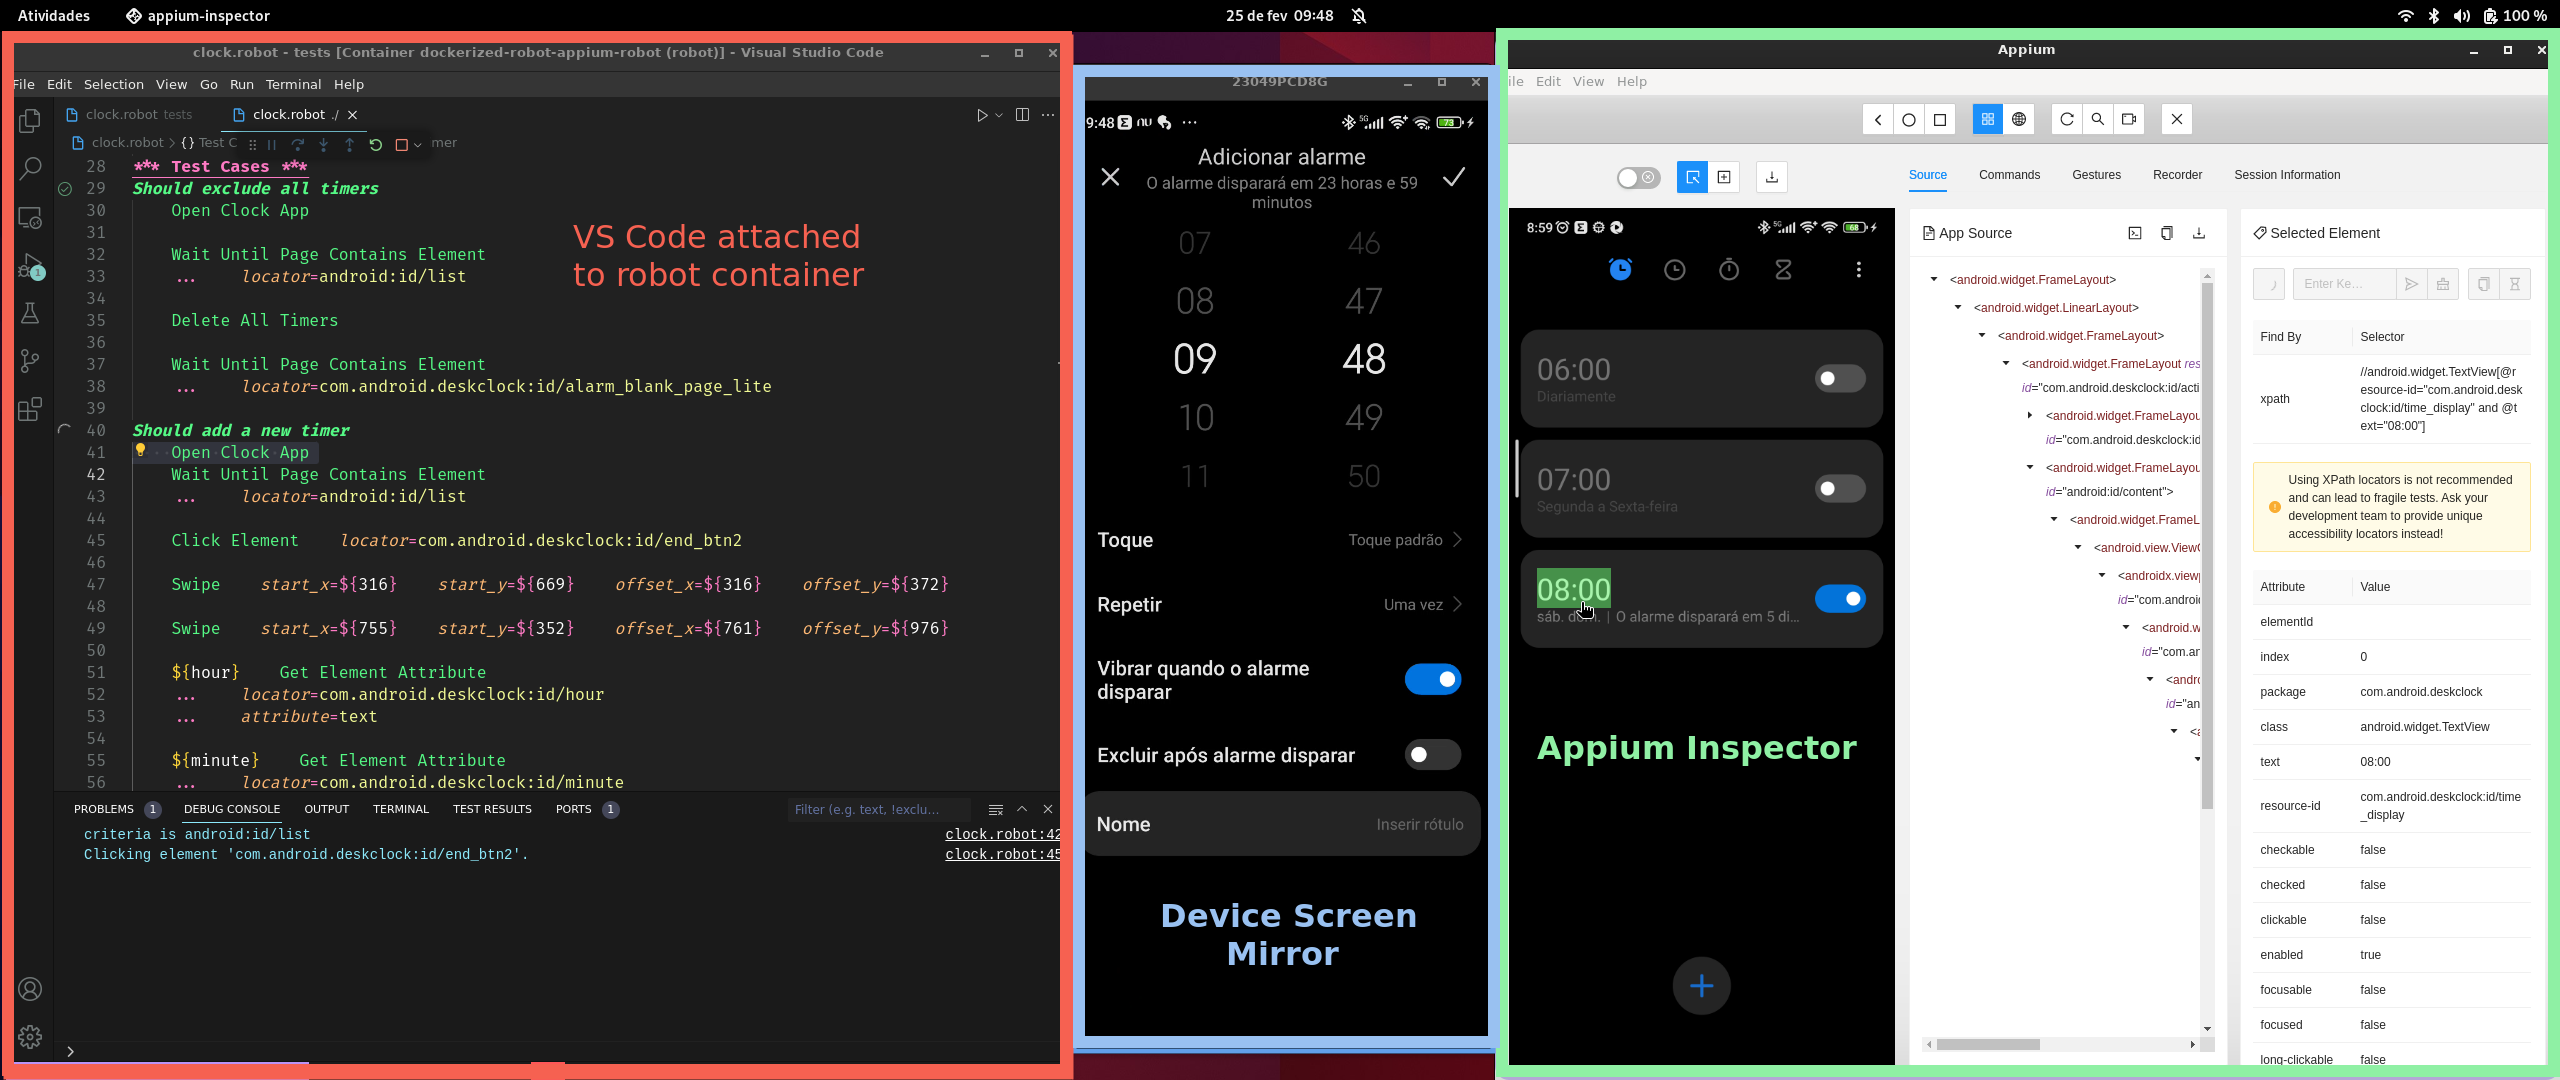 Atividades
appium-inspector
25 de fev 09:48
100 %
clock.robot - tests [Container dockerized-robot-appium-robot (robot)] - Visual Studio Code
File Edit Selection View Go Run Terminal Help
clock.robot tests
clock.robot ./
clock.robot > {} Test C
mer
28 *** Test Cases ***
29 Should exclude all timers
30 Open Clock App
31
32 Wait Until Page Contains Element
33 ... locator=android:id/list
34
35 Delete All Timers
36
37 Wait Until Page Contains Element
38 ... locator=com.android.deskclock:id/alarm_blank_page_lite
39
40 Should add a new timer
41 Open Clock App
42 Wait Until Page Contains Element
43 ... locator=android:id/list
44
45 Click Element locator=com.android.deskclock:id/end_btn2
46
47 Swipe start_x=${316} start_y=${669} offset_x=${316} offset_y=${372}
48
49 Swipe start_x=${755} start_y=${352} offset_x=${761} offset_y=${976}
50
51 ${hour} Get Element Attribute
52 ... locator=com.android.deskclock:id/hour
53 ... attribute=text
54
55 ${minute} Get Element Attribute
56 ... locator=com.android.deskclock:id/minute
VS Code attached
to robot container
1
PROBLEMS 1 DEBUG CONSOLE OUTPUT TERMINAL TEST RESULTS PORTS 1
Filter (e.g. text, !exclu...
criteria is android:id/list clock.robot:42
Clicking element 'com.android.deskclock:id/end_btn2'. clock.robot:45
23049PCD8G
9:48
5G
73
Adicionar alarme
O alarme disparará em 23 horas e 59
minutos
07 46
08 47
09 48
10 49
11 50
Toque Toque padrão
Repetir Uma vez
Vibrar quando o alarme
disparar
Excluir após alarme disparar
Nome Inserir rótulo
Device Screen
Mirror
Appium
ile Edit View Help
Source Commands Gestures Recorder Session Information
8:59
5G
68
06:00
Diariamente
07:00
Segunda a Sexta-feira
08:00
sáb. dom. | O alarme disparará em 5 di...
Appium Inspector
App Source
<android.widget.FrameLayout>
<android.widget.LinearLayout>
<android.widget.FrameLayout>
<android.widget.FrameLayout res
id="com.android.deskclock:id/acti
<android.widget.FrameLayou
id="com.android.deskclock:id
<android.widget.FrameLayou
id="android:id/content">
<android.widget.FrameL
<android.view.ViewG
<androidx.viewp
id="com.android
<android.w
id="com.an
<andro
id="an
<a
Selected Element
Enter Ke...
Find By Selector
xpath
//android.widget.TextView[@r
esource-id="com.android.desk
clock:id/time_display" and @t
ext="08:00"]
Using XPath locators is not recommended
and can lead to fragile tests. Ask your
development team to provide unique
accessibility locators instead!
Attribute Value
elementId
index 0
package com.android.deskclock
class android.widget.TextView
text 08:00
resource-id com.android.deskclock:id/time
_display
checkable false
checked false
clickable false
enabled true
focusable false
focused false
long-clickable false